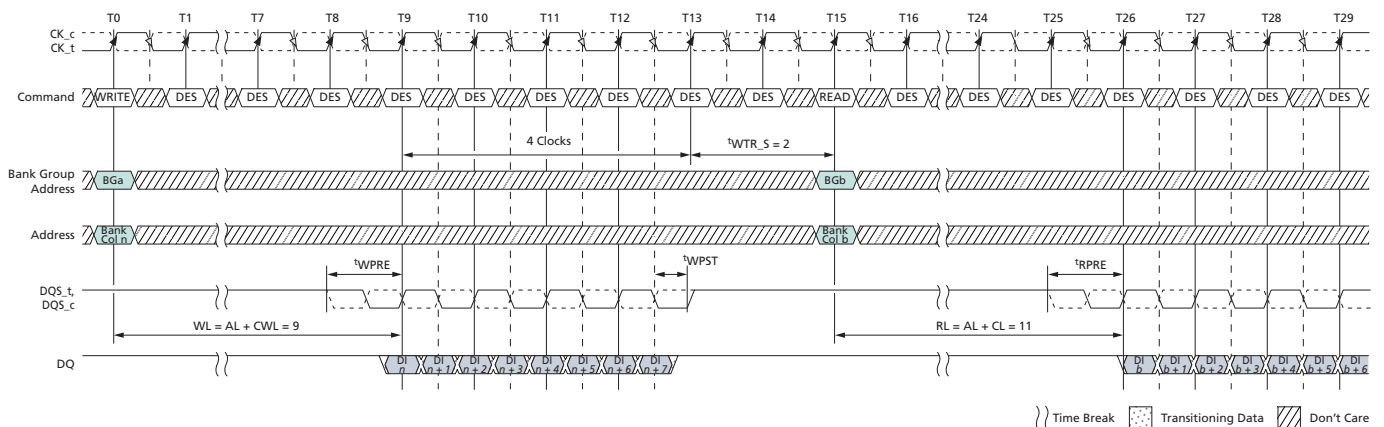 T0 T1 T7 T8 T9 T10 T11 T12 T13 T14 T15 T16 T24 T25 T26 T27 T28 T29
CK_c
CK_t
Command WRITE DES DES DES DES DES DES DES DES DES READ DES DES DES DES DES DES DES
4 Clocks tWTR_S = 2
Bank Group
Address BGa BGb
Address Bank
Col n Bank
Col b
tWPRE tWPST tRPRE
DQS_t,
DQS_c
WL = AL + CWL = 9 RL = AL + CL = 11
DQ DI
n DI
n + 1 DI
n + 2 DI
n + 3 DI
n + 4 DI
n + 5 DI
n + 6 DI
n + 7 DI
b DI
b + 1 DI
b + 2 DI
b + 3 DI
b + 4 DI
b + 5 DI
b + 6
Time Break Transitioning Data Don't Care